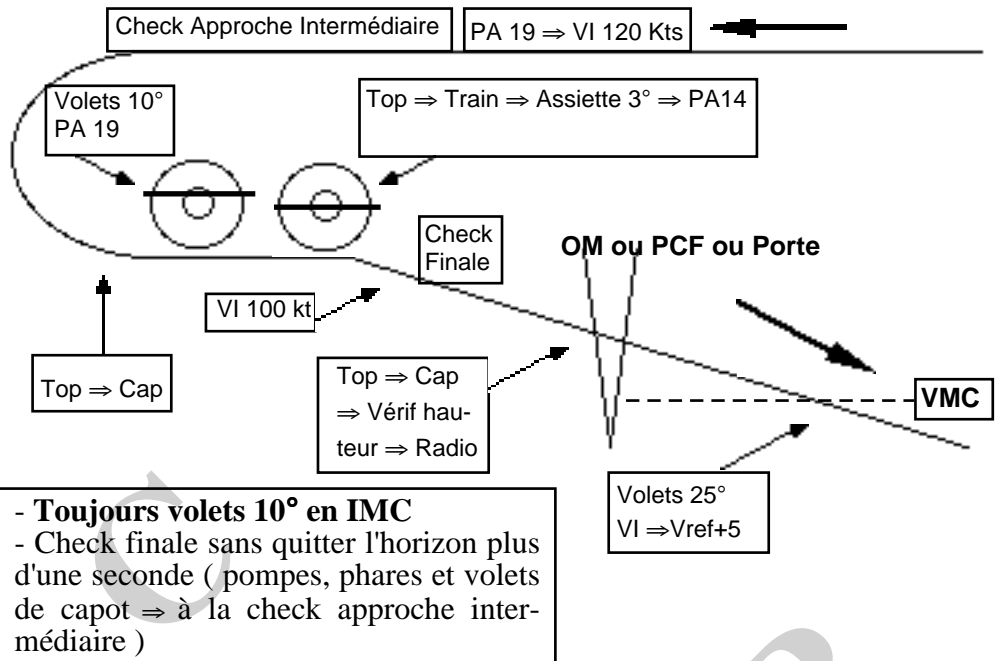 Check Approche Intermédiaire
PA 19 ⇒ VI 120 Kts
Volets 10°
PA 19
Top ⇒ Train ⇒ Assiette 3° ⇒ PA14
Check
Finale
OM ou PCF ou Porte
VI 100 kt
Top ⇒ Cap
Top ⇒ Cap
⇒ Vérif hau-
teur ⇒ Radio
VMC
Volets 25°
VI ⇒Vref+5
- Toujours volets 10° en IMC
- Check finale sans quitter l'horizon plus
d'une seconde ( pompes, phares et volets
de capot ⇒ à la check approche inter-
médiaire )